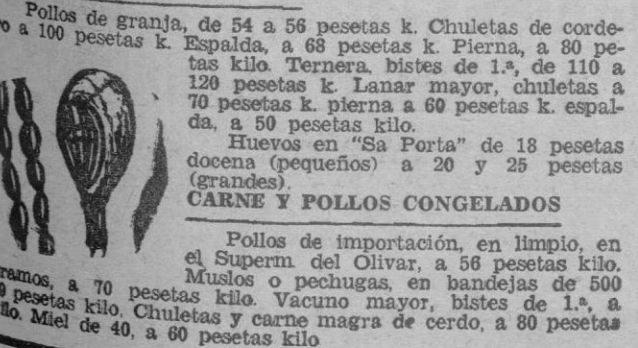 Pollos de granja, de 54 a 56 pesetas k. Chuletas de corde-
ro a 100 pesetas k. Espalda, a 68 pesetas k. Pierna, a 80 pe-
setas kilo. Ternera, bistes de 1.ª, de 110 a
120 pesetas k. Lanar mayor, chuletas a
70 pesetas k. pierna a 60 pesetas k. espal-
da, a 50 pesetas kilo.
Huevos en "Sa Porta" de 18 pesetas
docena (pequeños) a 20 y 25 pesetas
(grandes).
CARNE Y POLLOS CONGELADOS
Pollos de importación, en limpio, en
el Superm del Olivar, a 56 pesetas kilo.
Muslos o pechugas, en bandejas de 500
ramos, a 70 pesetas kilo. Vacuno mayor, bistes de 1.ª, a
pesetas kilo. Chuletas y carne magra de cerdo, a 80 pesetas
ilo. Miel de 40, a 60 pesetas kilo